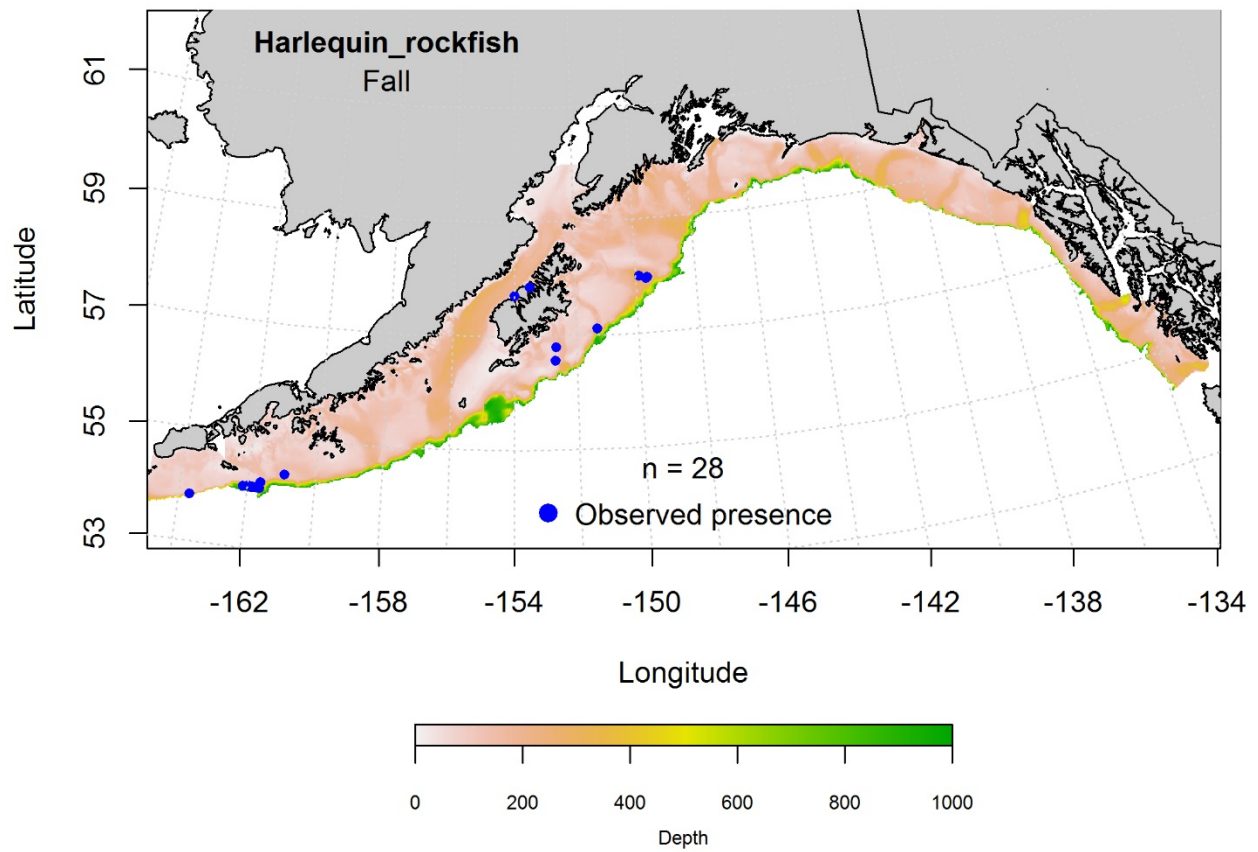 Harlequin_rockfish
Fall
61
59
57
55
53
Latitude
n = 28
Observed presence
-162 -158 -154 -150 -146 -142 -138 -134
Longitude
0 200 400 600 800 1000
Depth